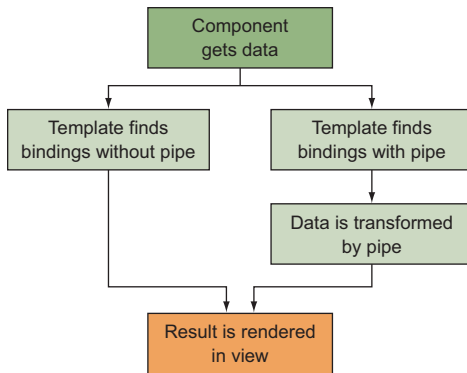 Component
gets data
Template finds
bindings without pipe
Template finds
bindings with pipe
Data is transformed
by pipe
Result is rendered
in view